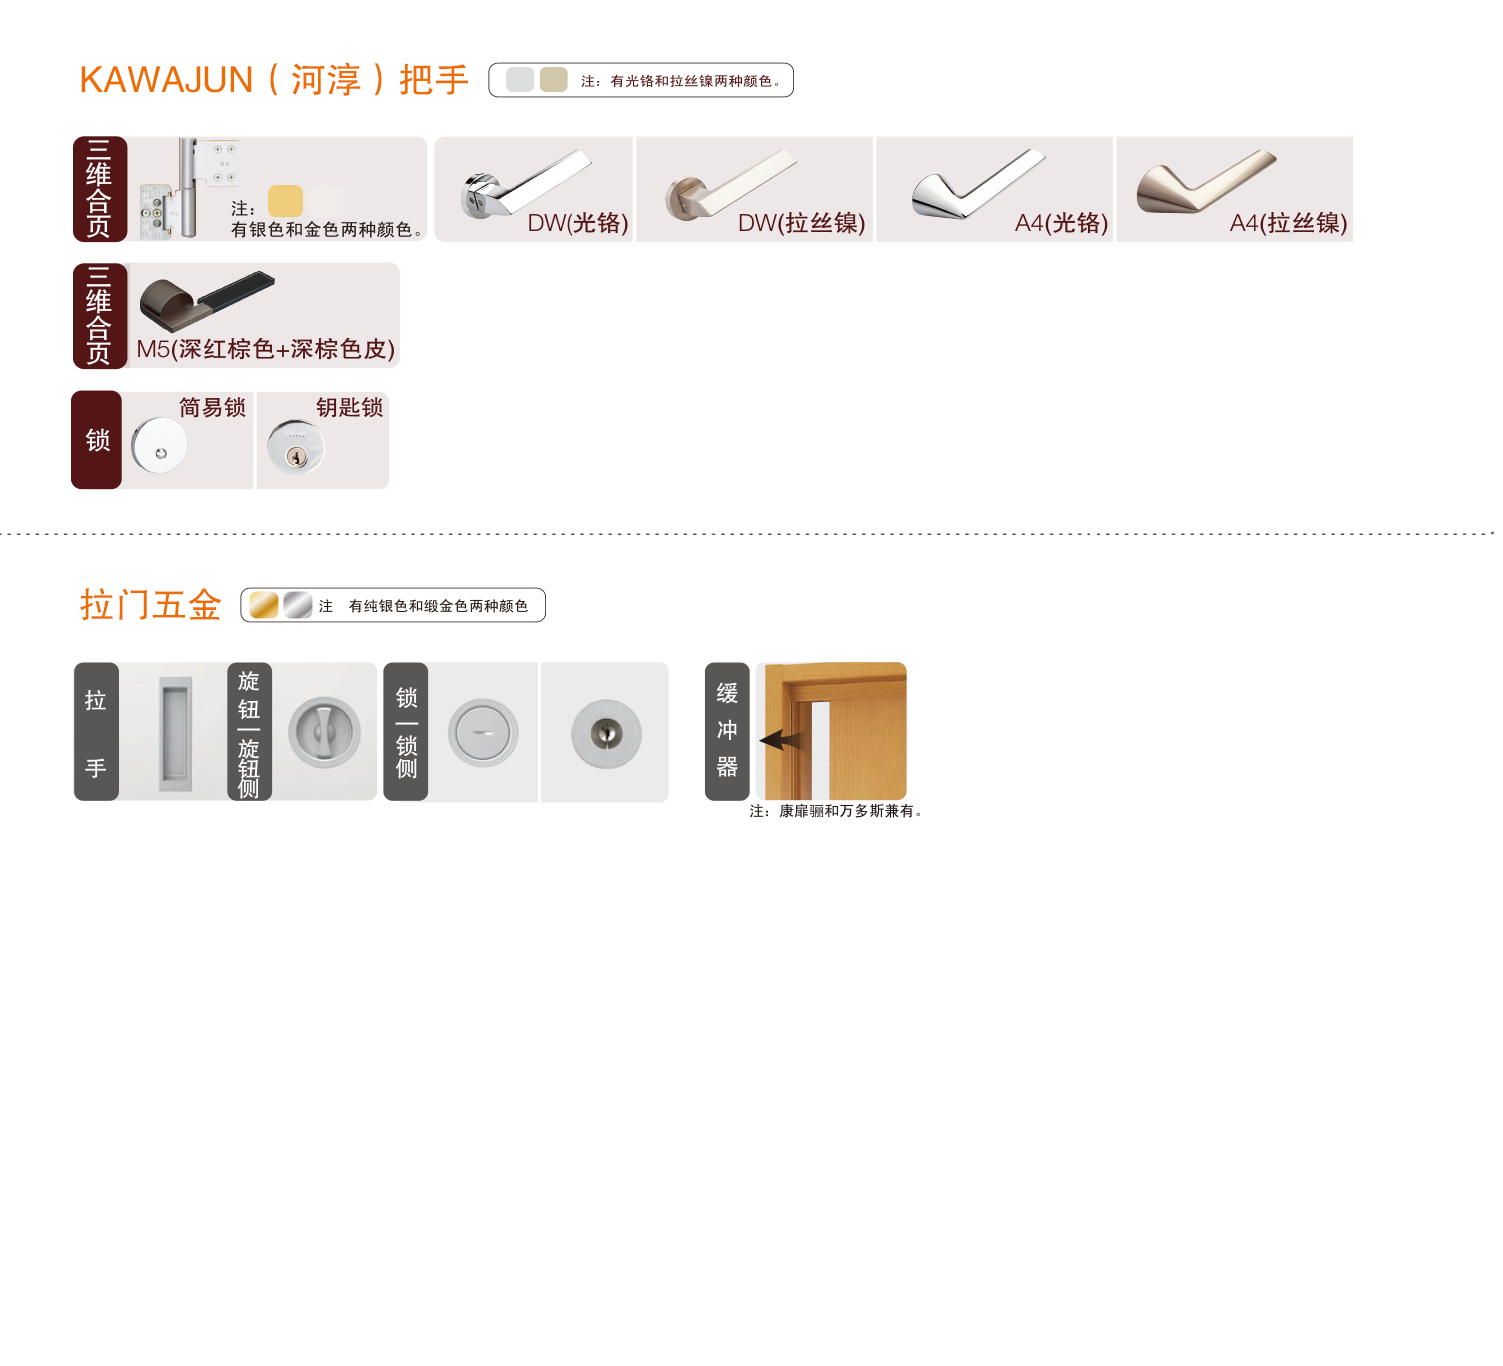 KAWAJUN（河淳）把手
注：有光铬和拉丝镍两种颜色。
三维合页
注：
有银色和金色两种颜色。
DW(光铬)
DW(拉丝镍)
A4(光铬)
A4(拉丝镍)
三维合页
M5(深红棕色+深棕色皮)
锁
简易锁
钥匙锁
拉门五金
注 有纯银色和缎金色两种颜色
拉手
旋钮—旋钮侧
锁—锁侧
缓冲器
注：康扉骊和万多斯兼有。